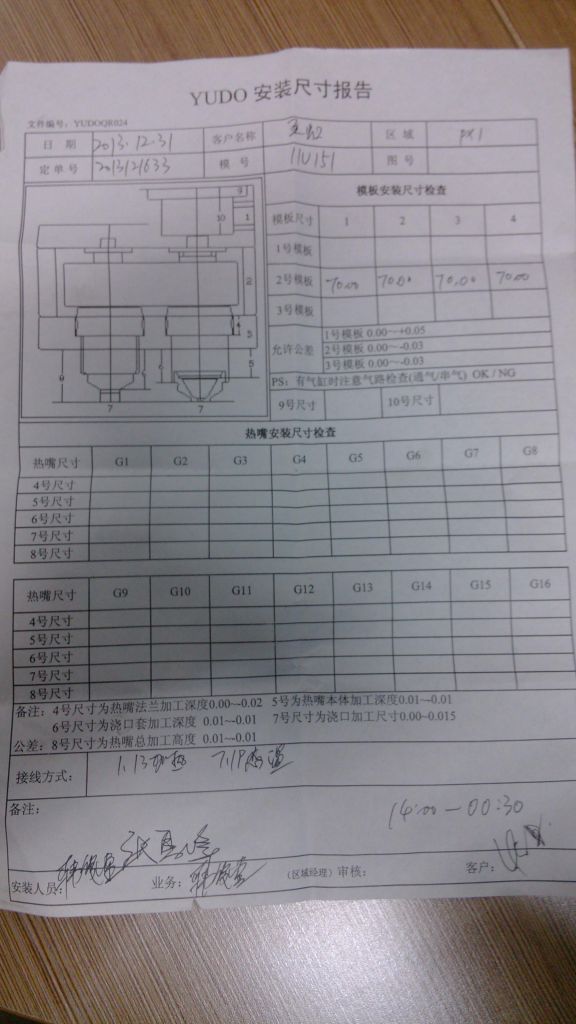 YUDO 安装尺寸报告
文件编号：YUDOQR024
日 期 2013.12.31 客户名称 区 域
定单号 2013121633 模 号 11U151 图 号
模板安装尺寸检查
模板尺寸 1 2 3 4
1号模板
2号模板 70.00 70.00 70.00 70.00
3号模板
允许公差 1号模板 0.00~+0.05
2号模板 0.00~-0.03
3号模板 0.00~-0.03
PS：有气缸时注意气路检查(通气/串气) OK / NG
9号尺寸 10号尺寸
9
10 1
2
4
3
5
8 6 6
7 7
热嘴安装尺寸检查
热嘴尺寸 G1 G2 G3 G4 G5 G6 G7 G8
4号尺寸
5号尺寸
6号尺寸
7号尺寸
8号尺寸
热嘴尺寸 G9 G10 G11 G12 G13 G14 G15 G16
4号尺寸
5号尺寸
6号尺寸
7号尺寸
8号尺寸
备注：4号尺寸为热嘴法兰加工深度0.00~-0.02 5号为热嘴本体加工深度0.01~-0.01
6号尺寸为浇口套加工深度 0.01~-0.01 7号尺寸为浇口加工尺寸0.00~0.015
公差：8号尺寸为热嘴总加工高度 0.01~-0.01
接线方式： 1.13加热 7.19感温
备注：
14:00—00:30
安装人员： 业务： （区域经理）审核： 客户：